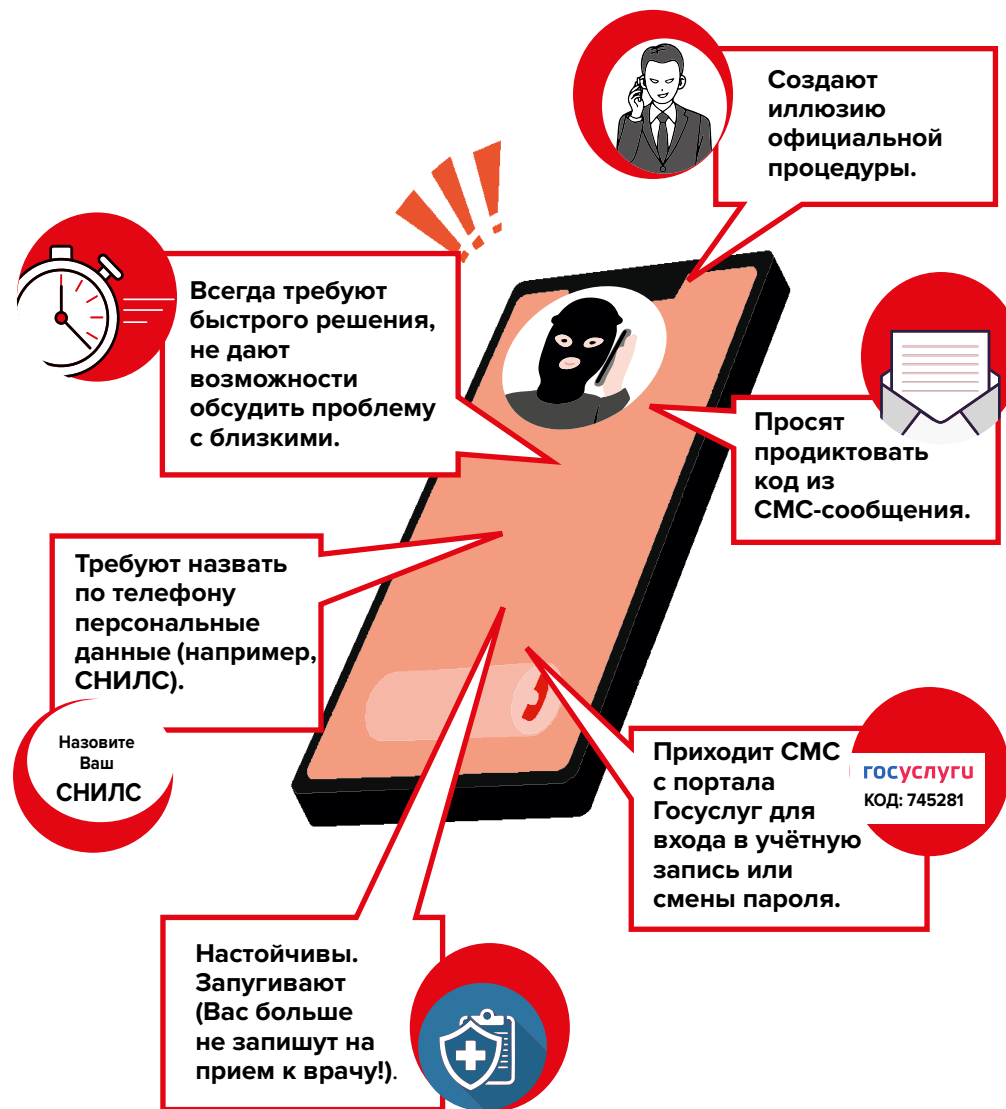 Создают
иллюзию
официальной
процедуры.
Всегда требуют
быстрого решения,
не дают
возможности
обсудить проблему
с близкими.
Просят
продиктовать
код из
СМС-сообщения.
Требуют назвать
по телефону
персональные
данные (например,
СНИЛС).
Назовите
Ваш
СНИЛС
Приходит СМС
с портала
Госуслуг для
входа в учётную
запись или
смены пароля.
госуслуги
КОД: 745281
Настойчивы.
Запугивают
(Вас больше
не запишут на
прием к врачу!).